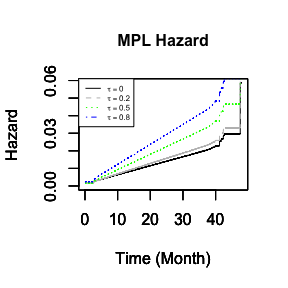 MPL Hazard
Hazard
0.00
0.03
0.06
τ = 0
τ = 0.2
τ = 0.5
τ = 0.8
0 10 20 30 40
Time (Month)